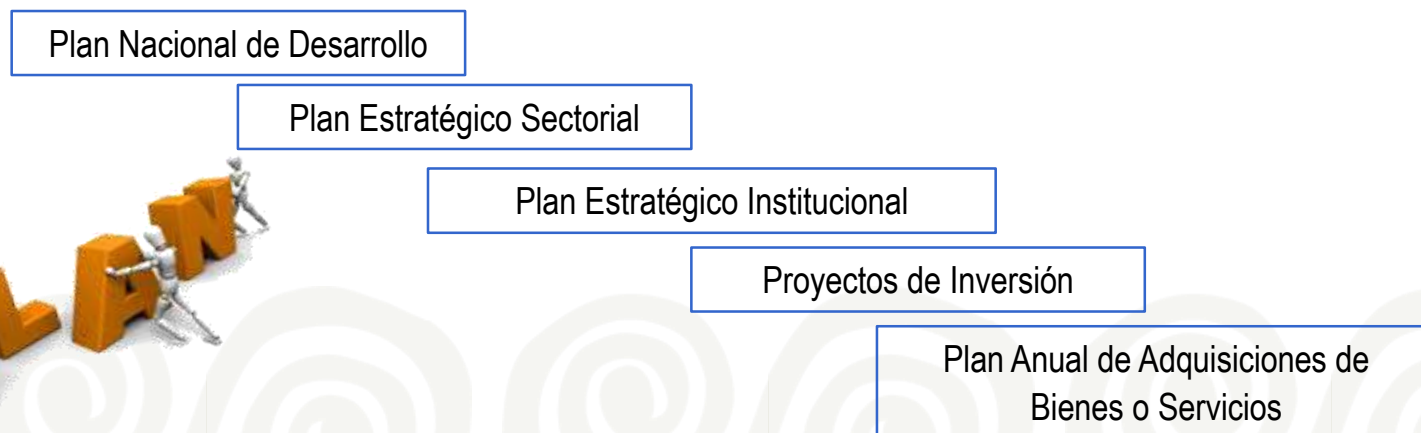 Plan Nacional de Desarrollo
Plan Estratégico Sectorial
Plan Estratégico Institucional
LAN
Proyectos de Inversión
Plan Anual de Adquisiciones de
Bienes o Servicios